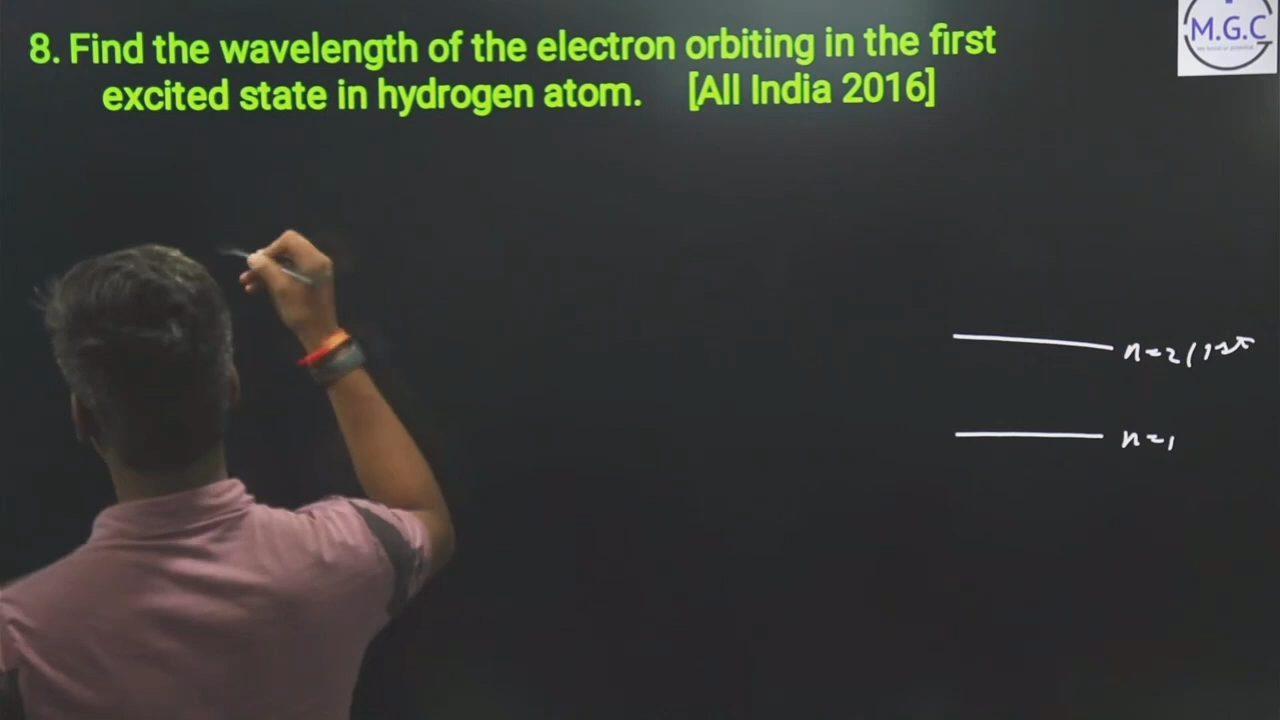 8. Find the wavelength of the electron orbiting in the first
excited state in hydrogen atom. [All India 2016]
M.G.C
n=2/1st
n=1